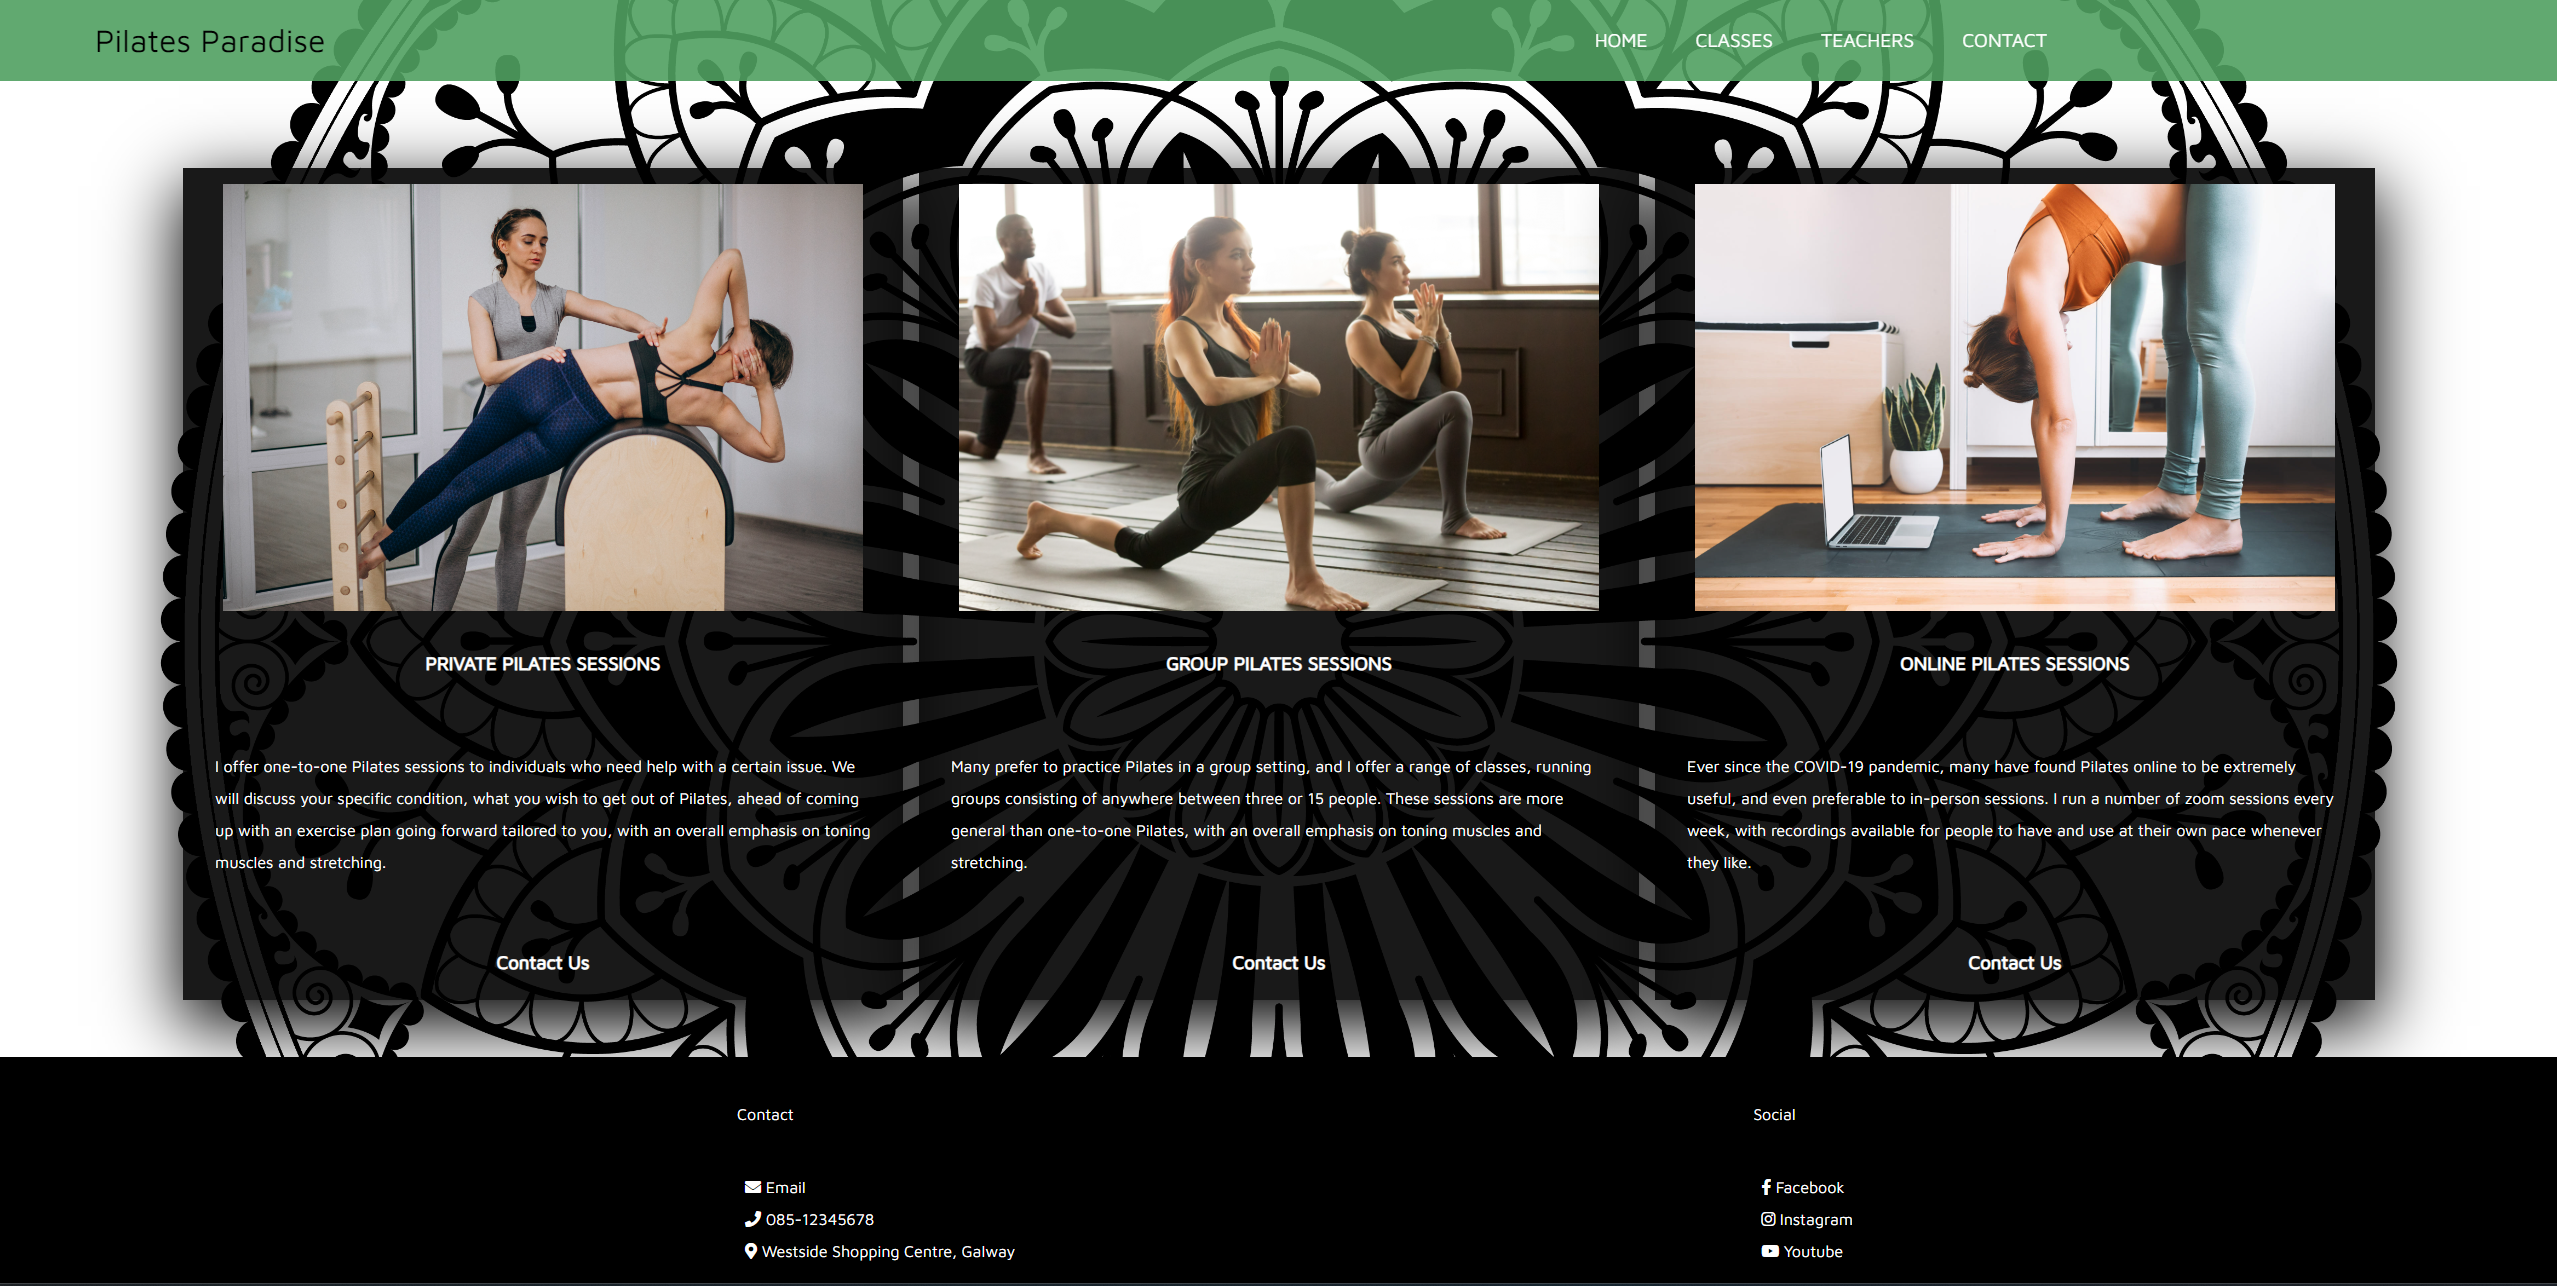 Pilates Paradise
HOME CLASSES TEACHERS CONTACT
PRIVATE PILATES SESSIONS
I offer one-to-one Pilates sessions to individuals who need help with a certain issue. We
will discuss your specific condition, what you wish to get out of Pilates, ahead of coming
up with an exercise plan going forward tailored to you, with an overall emphasis on toning
muscles and stretching.
Contact Us
GROUP PILATES SESSIONS
Many prefer to practice Pilates in a group setting, and I offer a range of classes, running
groups consisting of anywhere between three or 15 people. These sessions are more
general than one-to-one Pilates, with an overall emphasis on toning muscles and
stretching.
Contact Us
ONLINE PILATES SESSIONS
Ever since the COVID-19 pandemic, many have found Pilates online to be extremely
useful, and even preferable to in-person sessions. I run a number of zoom sessions every
week, with recordings available for people to have and use at their own pace whenever
they like.
Contact Us
Contact
Email
085-12345678
Westside Shopping Centre, Galway
Social
Facebook
Instagram
Youtube